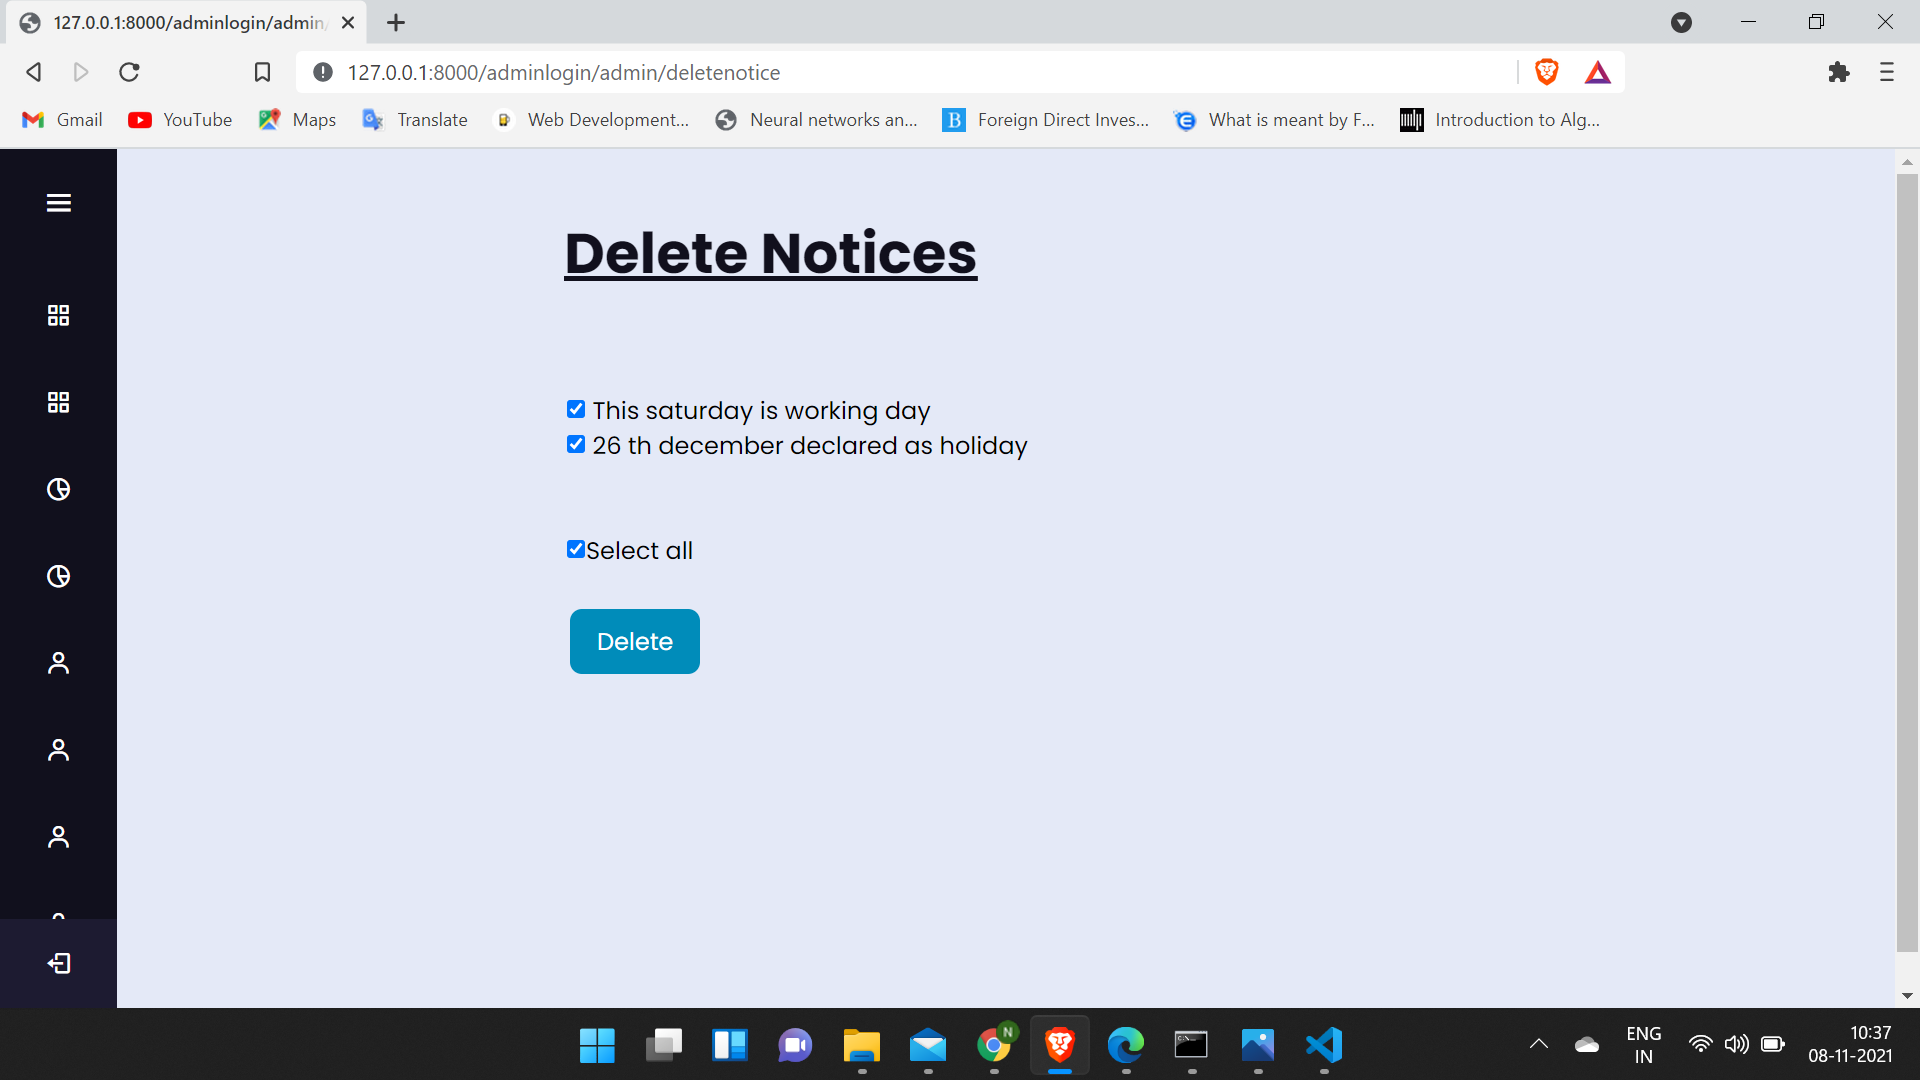 127.0.0.1:8000/adminlogin/admin/
127.0.0.1:8000/adminlogin/admin/deletenotice
Gmail YouTube Maps Translate Web Development... Neural networks an... B Foreign Direct Inves... What is meant by F... Introduction to Alg...
Delete Notices
This saturday is working day
26 th december declared as holiday
Select all
Delete
N
ENG
IN
10:37
08-11-2021